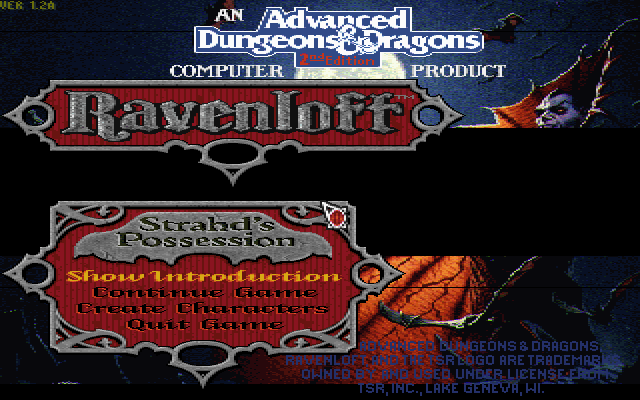 VER 1.2A
AN Advanced
Dungeons & Dragons
2nd Edition
COMPUTER PRODUCT
Ravenloft™
Strahd's
Possession
Show Introduction
Continue Game
Create Characters
Quit Game
ADVANCED DUNGEONS & DRAGONS,
RAVENLOFT AND THE TSR LOGO ARE TRADEMARKS
OWNED BY AND USED UNDER LICENSE FROM
TSR, INC., LAKE GENEVA, WI.